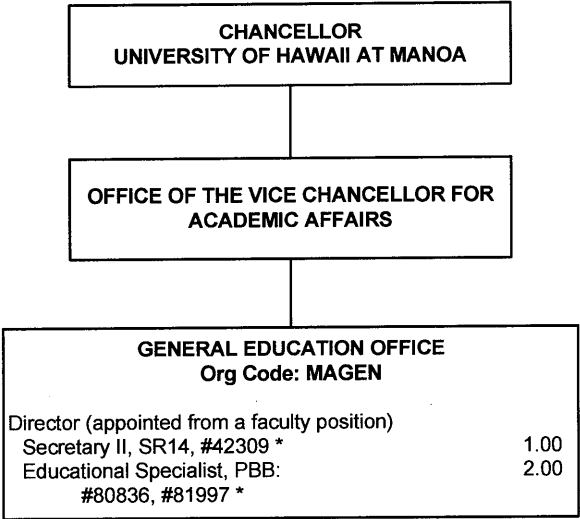 CHANCELLOR
UNIVERSITY OF HAWAII AT MANOA
OFFICE OF THE VICE CHANCELLOR FOR
ACADEMIC AFFAIRS
GENERAL EDUCATION OFFICE
Org Code: MAGEN
Director (appointed from a faculty position)
Secretary II, SR14, #42309 * 1.00
Educational Specialist, PBB: 2.00
#80836, #81997 *